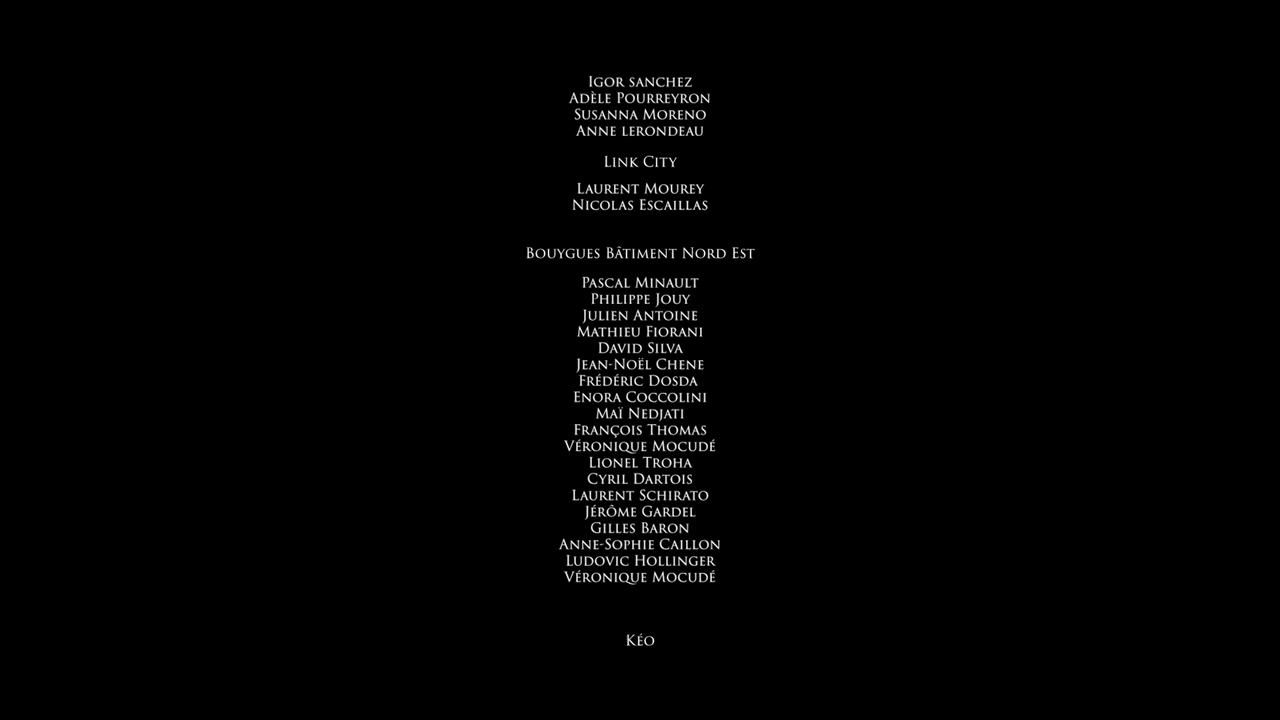 Igor sanchez
Adèle Pourreyron
Susanna Moreno
Anne lerondeau
Link City
Laurent Mourey
Nicolas Escaillas
Bouygues Bâtiment Nord Est
Pascal Minault
Philippe Jouy
Julien Antoine
Mathieu Fiorani
David Silva
Jean-Noël Chene
Frédéric Dosda
Enora Coccolini
Maï Nedjati
François Thomas
Véronique Mocudé
Lionel Troha
Cyril Dartois
Laurent Schirato
Jérôme Gardel
Gilles Baron
Anne-Sophie Caillon
Ludovic Hollinger
Véronique Mocudé
Kéo